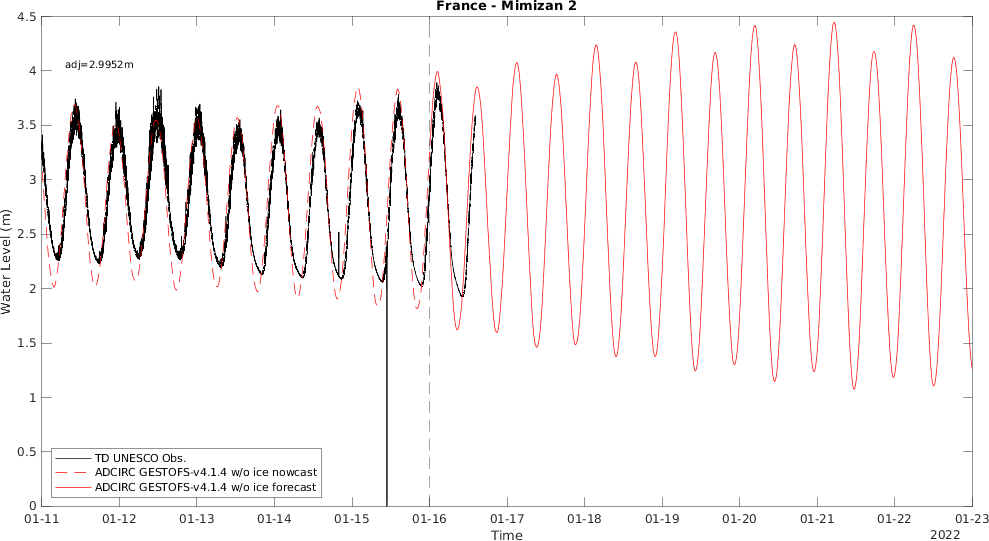 France - Mimizan 2
adj=2.9952m
4.5
4
3.5
3
2.5
2
1.5
1
0.5
0
Water Level (m)
TD UNESCO Obs.
ADCIRC GESTOFS-v4.1.4 w/o ice nowcast
ADCIRC GESTOFS-v4.1.4 w/o ice forecast
01-11 01-12 01-13 01-14 01-15 01-16 01-17 01-18 01-19 01-20 01-21 01-22 01-23
Time
2022